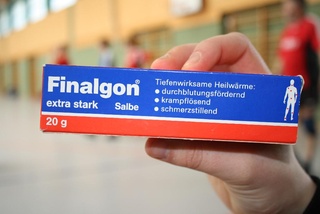 Finalgon®
extra stark Salbe
20 g
Tiefenwirksame Heilwärme:
• durchblutungsfördernd
• krampflösend
• schmerzstillend